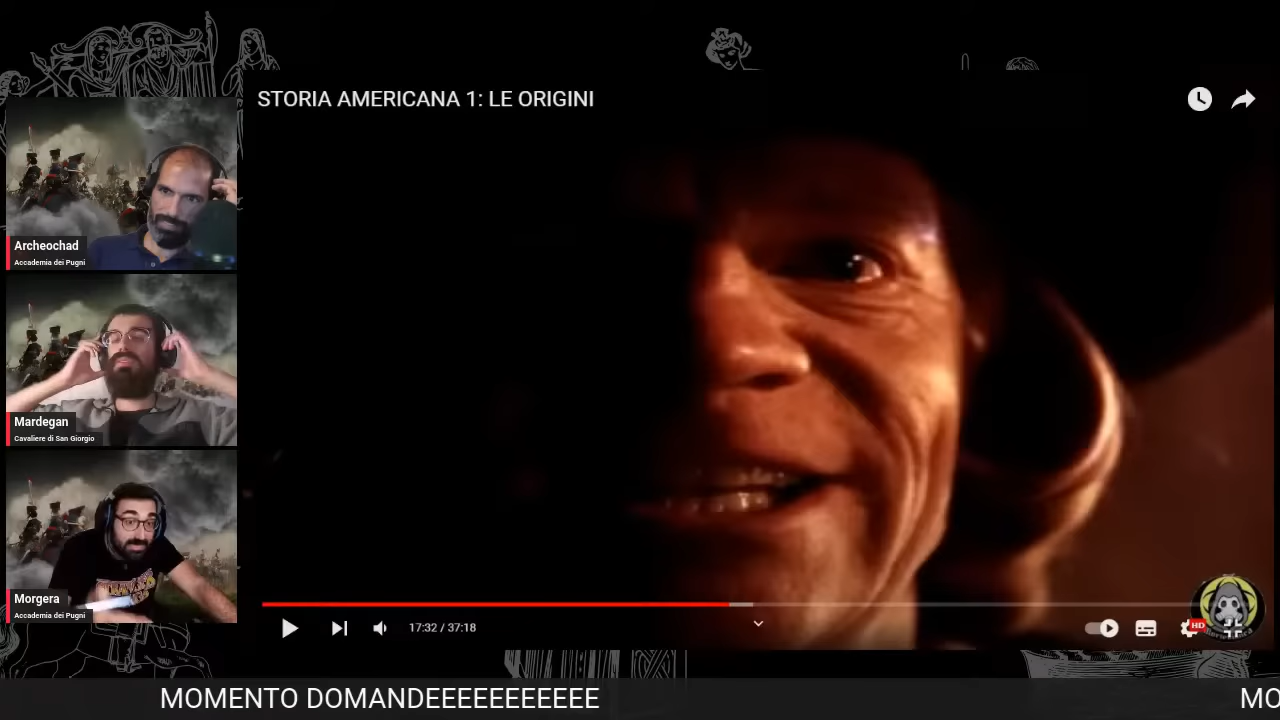 STORIA AMERICANA 1: LE ORIGINI
Archeochad
Accademia dei Pugni
Mardegan
Cavaliere di San Giorgio
Morgera
Accademia dei Pugni
17:32 / 37:18
HD
MOMENTO DOMANDEEEEEEEEEEE
MO